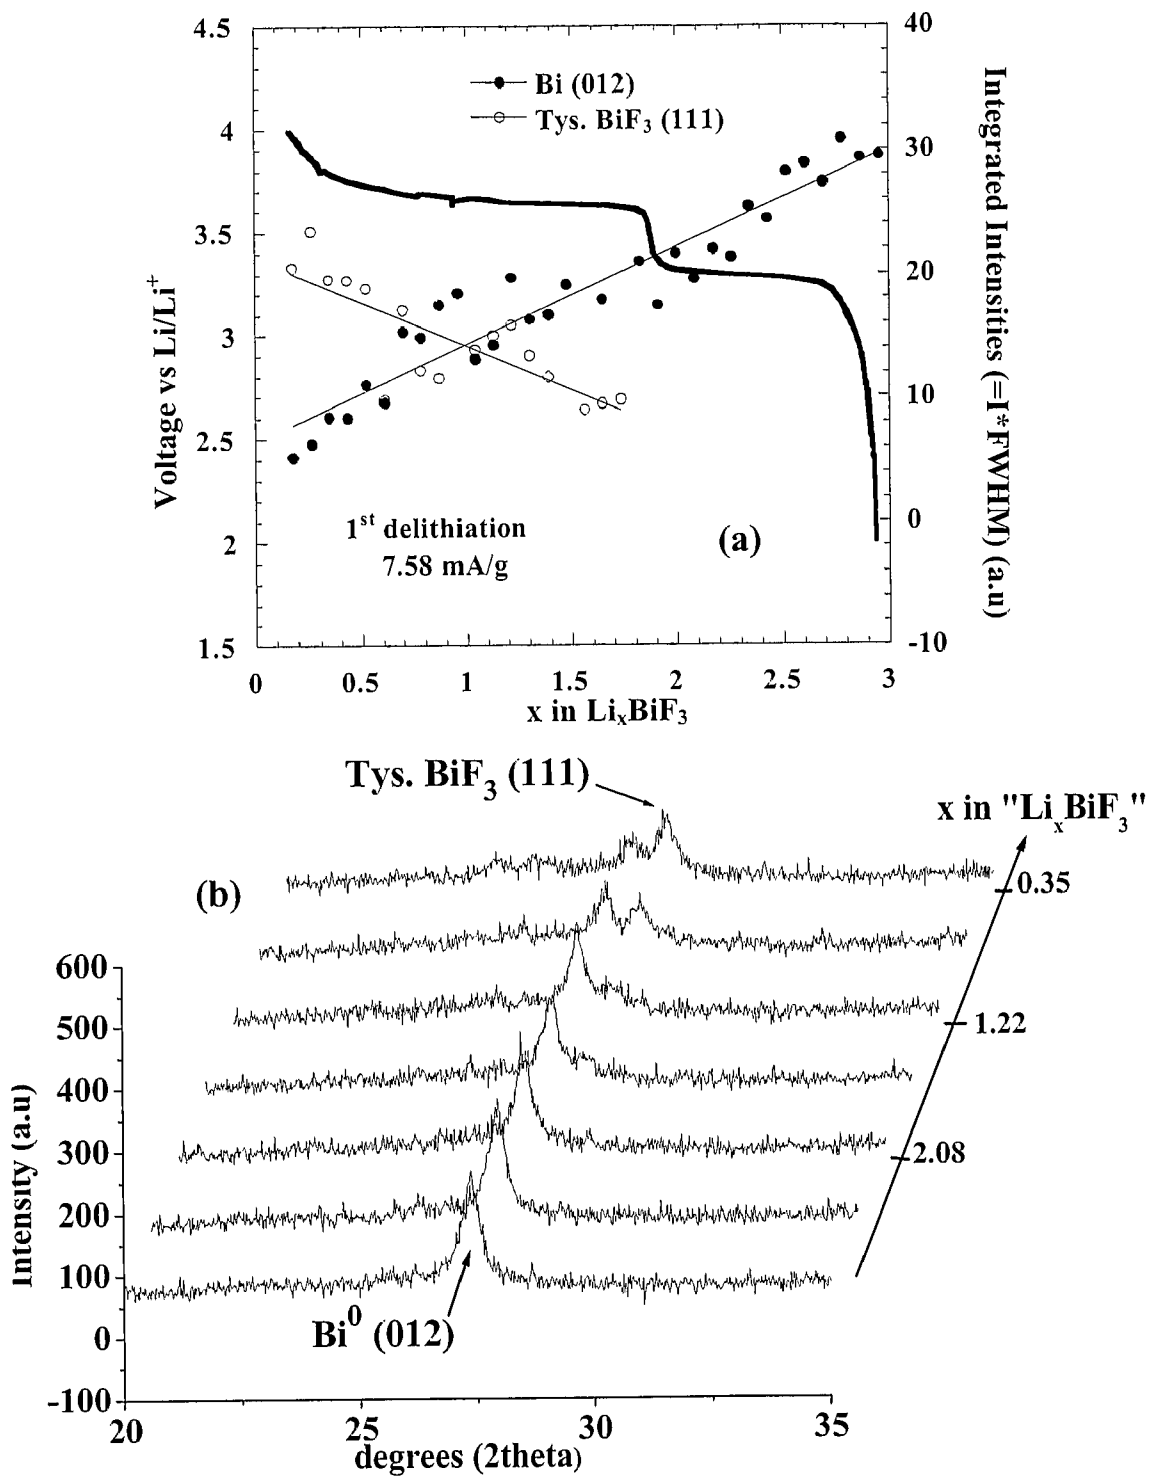 4.5
4
3.5
3
2.5
2
1.5
Voltage vs Li/Li⁺
40
30
20
10
0
-10
Integrated Intensities (=I*FWHM) (a.u)
Bi (012)
Tys. BiF₃ (111)
1ˢᵗ delithiation
7.58 mA/g
(a)
0 0.5 1 1.5 2 2.5 3
x in LiₓBiF₃
Tys. BiF₃ (111)
x in "LiₓBiF₃"
(b)
0.35
1.22
2.08
600
500
400
300
200
100
0
-100
Intensity (a.u)
Bi⁰ (012)
20 25 30 35
degrees (2theta)